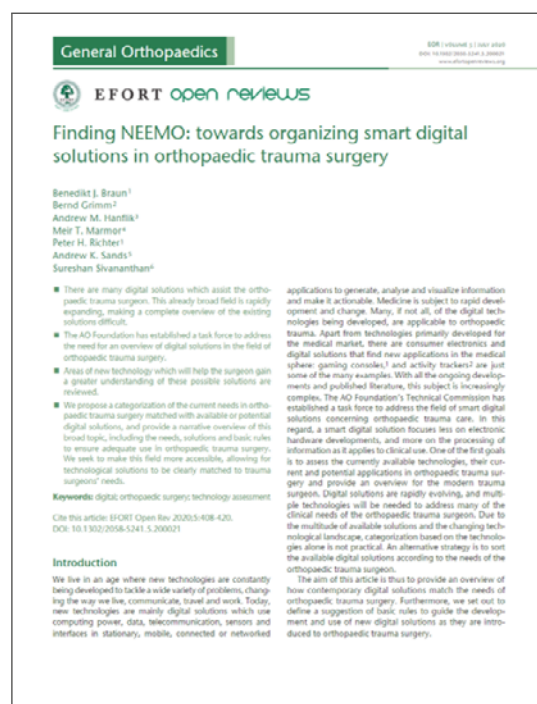 General Orthopaedics
EOR | VOLUME 5 | JULY 2020
DOI: 10.1302/2058-5241.5.200021
www.efortopenreviews.org
EFORT open reviews
Finding NEEMO: towards organizing smart digital
solutions in orthopaedic trauma surgery
Benedikt J. Braun1
Bernd Grimm2
Andrew M. Hanflik3
Meir T. Marmor4
Peter H. Richter1
Andrew K. Sands5
Sureshan Sivananthan6
■ There are many digital solutions which assist the ortho-
paedic trauma surgeon. This already broad field is rapidly
expanding, making a complete overview of the existing
solutions difficult.
■ The AO Foundation has established a task force to address
the need for an overview of digital solutions in the field of
orthopaedic trauma surgery.
■ Areas of new technology which will help the surgeon gain
a greater understanding of these possible solutions are
reviewed.
■ We propose a categorization of the current needs in ortho-
paedic trauma surgery matched with available or potential
digital solutions, and provide a narrative overview of this
broad topic, including the needs, solutions and basic rules
to ensure adequate use in orthopaedic trauma surgery.
We seek to make this field more accessible, allowing for
technological solutions to be clearly matched to trauma
surgeons' needs.
Keywords: digital; orthopaedic surgery; technology assessment
Cite this article: EFORT Open Rev 2020;5:408-420.
DOI: 10.1302/2058-5241.5.200021
Introduction
We live in an age where new technologies are constantly
being developed to tackle a wide variety of problems, chang-
ing the way we live, communicate, travel and work. Today,
new technologies are mainly digital solutions which use
computing power, data, telecommunication, sensors and
interfaces in stationary, mobile, connected or networked
applications to generate, analyse and visualize information
and make it actionable. Medicine is subject to rapid devel-
opment and change. Many, if not all, of the digital tech-
nologies being developed, are applicable to orthopaedic
trauma. Apart from technologies primarily developed for
the medical market, there are consumer electronics and
digital solutions that find new applications in the medical
sphere: gaming consoles,1 and activity trackers2 are just
some of the many examples. With all the ongoing develop-
ments and published literature, this subject is increasingly
complex. The AO Foundation's Technical Commission has
established a task force to address the field of smart digital
solutions concerning orthopaedic trauma care. In this
regard, a smart digital solution focuses less on electronic
hardware developments, and more on the processing of
information as it applies to clinical use. One of the first goals
is to assess the currently available technologies, their cur-
rent and potential applications in orthopaedic trauma sur-
gery and provide an overview for the modern trauma
surgeon. Digital solutions are rapidly evolving, and multi-
ple technologies will be needed to address many of the
clinical needs of the orthopaedic trauma surgeon. Due to
the multitude of available solutions and the changing tech-
nological landscape, categorization based on the technolo-
gies alone is not practical. An alternative strategy is to sort
the available digital solutions according to the needs of the
orthopaedic trauma surgeon.
The aim of this article is thus to provide an overview of
how contemporary digital solutions match the needs of
orthopaedic trauma surgery. Furthermore, we set out to
define a suggestion of basic rules to guide the develop-
ment and use of new digital solutions as they are intro-
duced to orthopaedic trauma surgery.